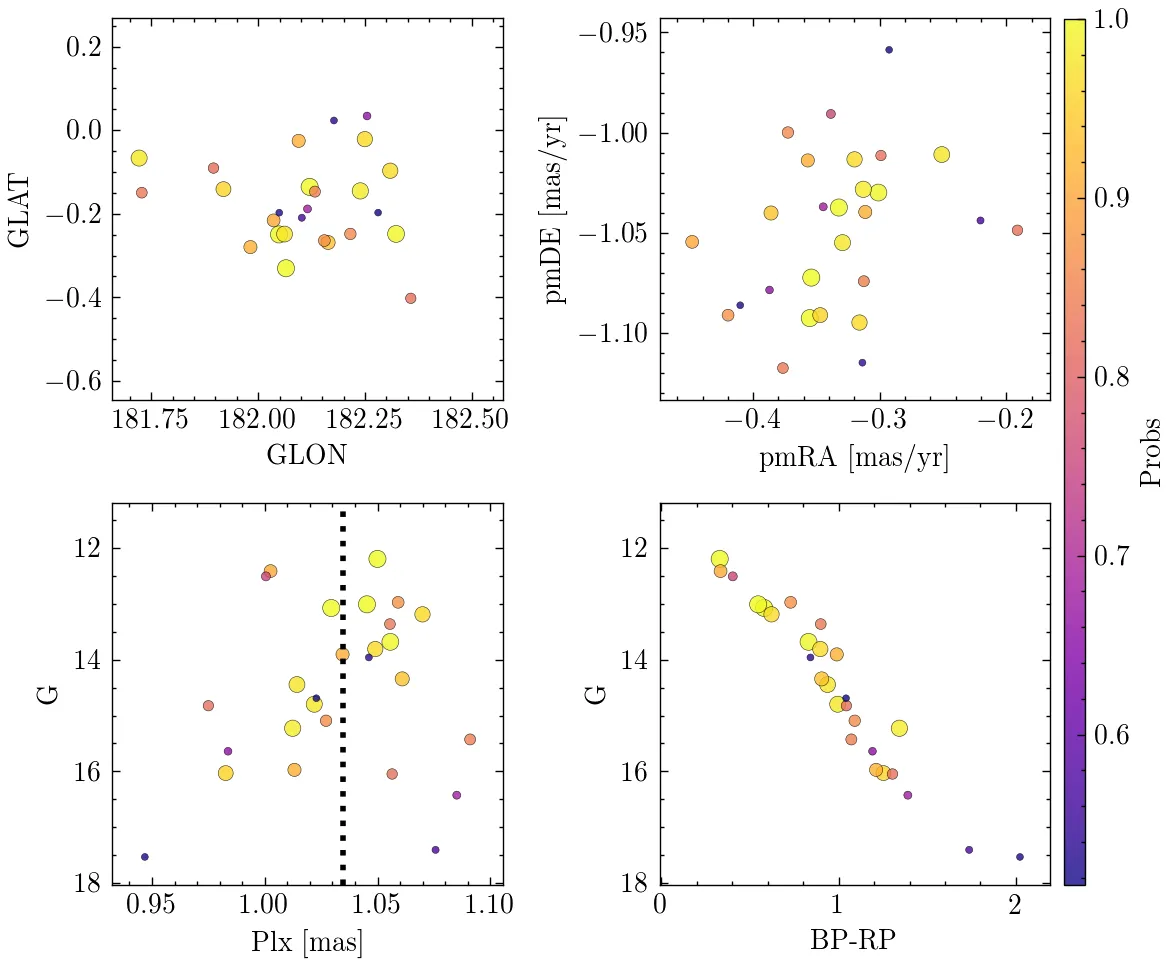 0.2
0.0
−0.2
−0.4
−0.6
GLAT
181.75 182.00 182.25 182.50
GLON
−0.95
−1.00
−1.05
−1.10
pmDE [mas/yr]
−0.4 −0.3 −0.2
pmRA [mas/yr]
1.0
0.9
0.8
0.7
0.6
Probs
12
14
16
18
G
0.95 1.00 1.05 1.10
Plx [mas]
12
14
16
18
G
0 1 2
BP-RP